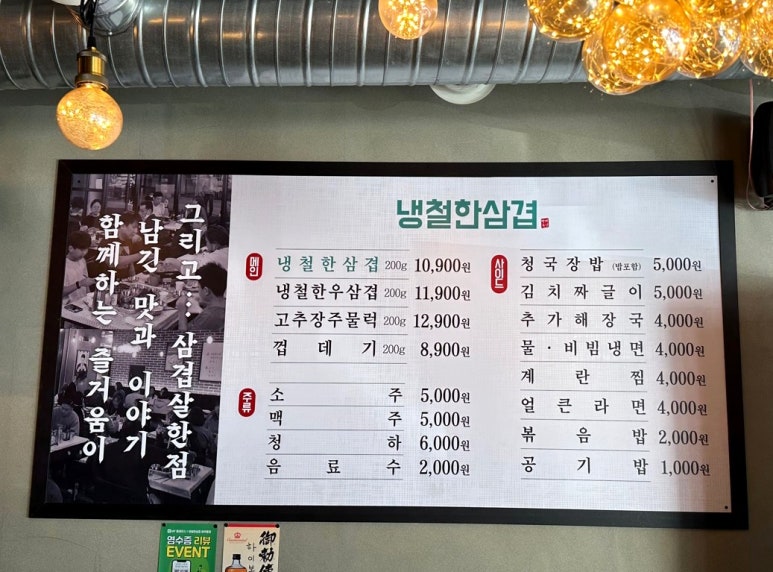 함께하는 즐거움이
남긴 맛과 이야기
그리고... 삼겹살한점
냉철한삼겹
메인
냉철한삼겹 200g 10,900원
냉철한우삼겹 200g 11,900원
고추장주물럭 200g 12,900원
껍데기 200g 8,900원
주류
소주 5,000원
맥주 5,000원
청하 6,000원
음료수 2,000원
사이드
청국장밥 (밥포함) 5,000원
김치짜글이 5,000원
추가해장국 4,000원
물·비빔냉면 4,000원
계란찜 4,000원
얼큰라면 4,000원
볶음밥 2,000원
공기밥 1,000원
영수증 리뷰
EVENT